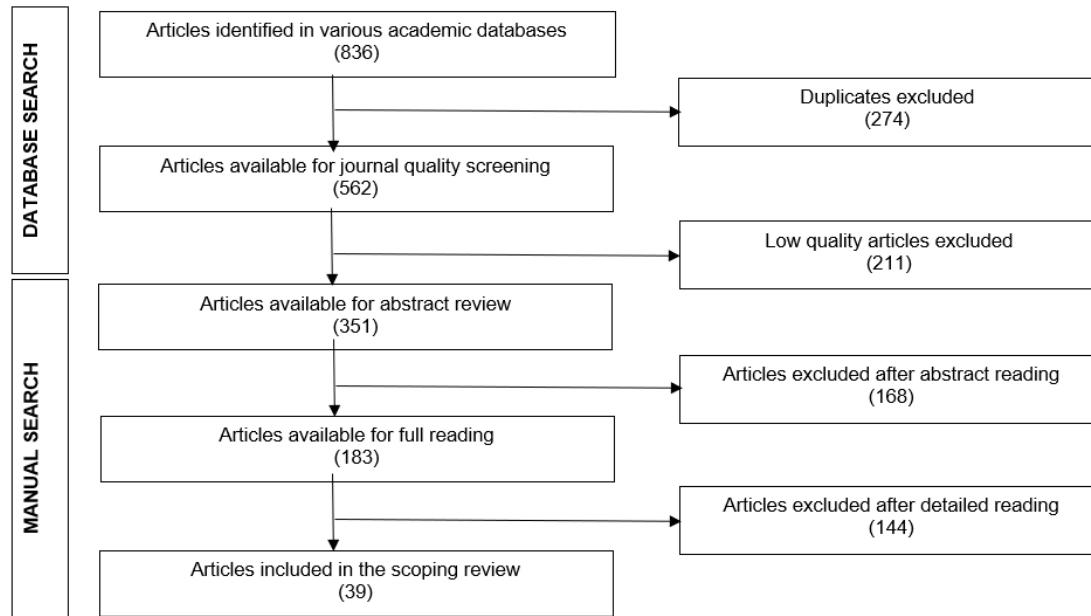 DATABASE SEARCH
Articles identified in various academic databases
(836)
Duplicates excluded
(274)
Articles available for journal quality screening
(562)
Low quality articles excluded
(211)
MANUAL SEARCH
Articles available for abstract review
(351)
Articles excluded after abstract reading
(168)
Articles available for full reading
(183)
Articles excluded after detailed reading
(144)
Articles included in the scoping review
(39)